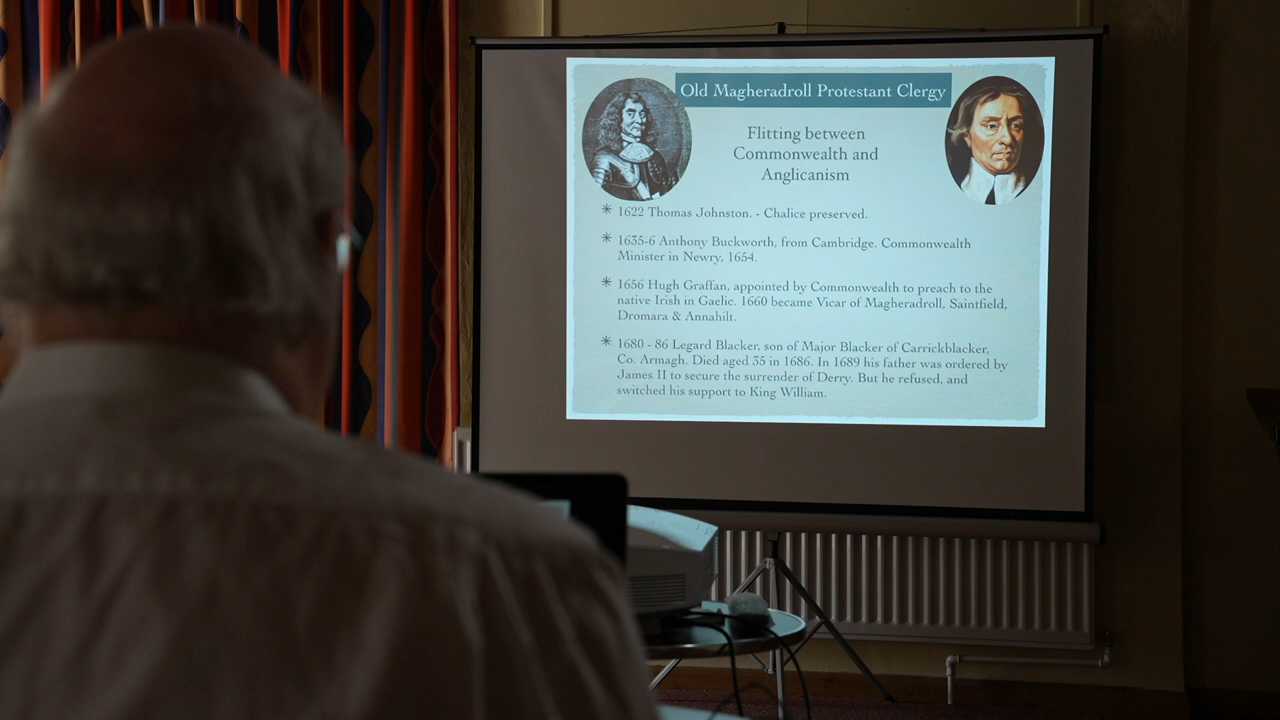 Old Magheradroll Protestant Clergy
Flitting between
Commonwealth and
Anglicanism
* 1622 Thomas Johnston. - Chalice preserved.
* 1635-6 Anthony Buckworth, from Cambridge. Commonwealth
Minister in Newry, 1654.
* 1656 Hugh Graffan, appointed by Commonwealth to preach to the
native Irish in Gaelic. 1660 became Vicar of Magheradroll, Saintfield,
Dromara & Annahilt.
* 1680 - 86 Legard Blacker, son of Major Blacker of Carrickblacker,
Co. Armagh. Died aged 35 in 1686. In 1689 his father was ordered by
James II to secure the surrender of Derry. But he refused, and
switched his support to King William.